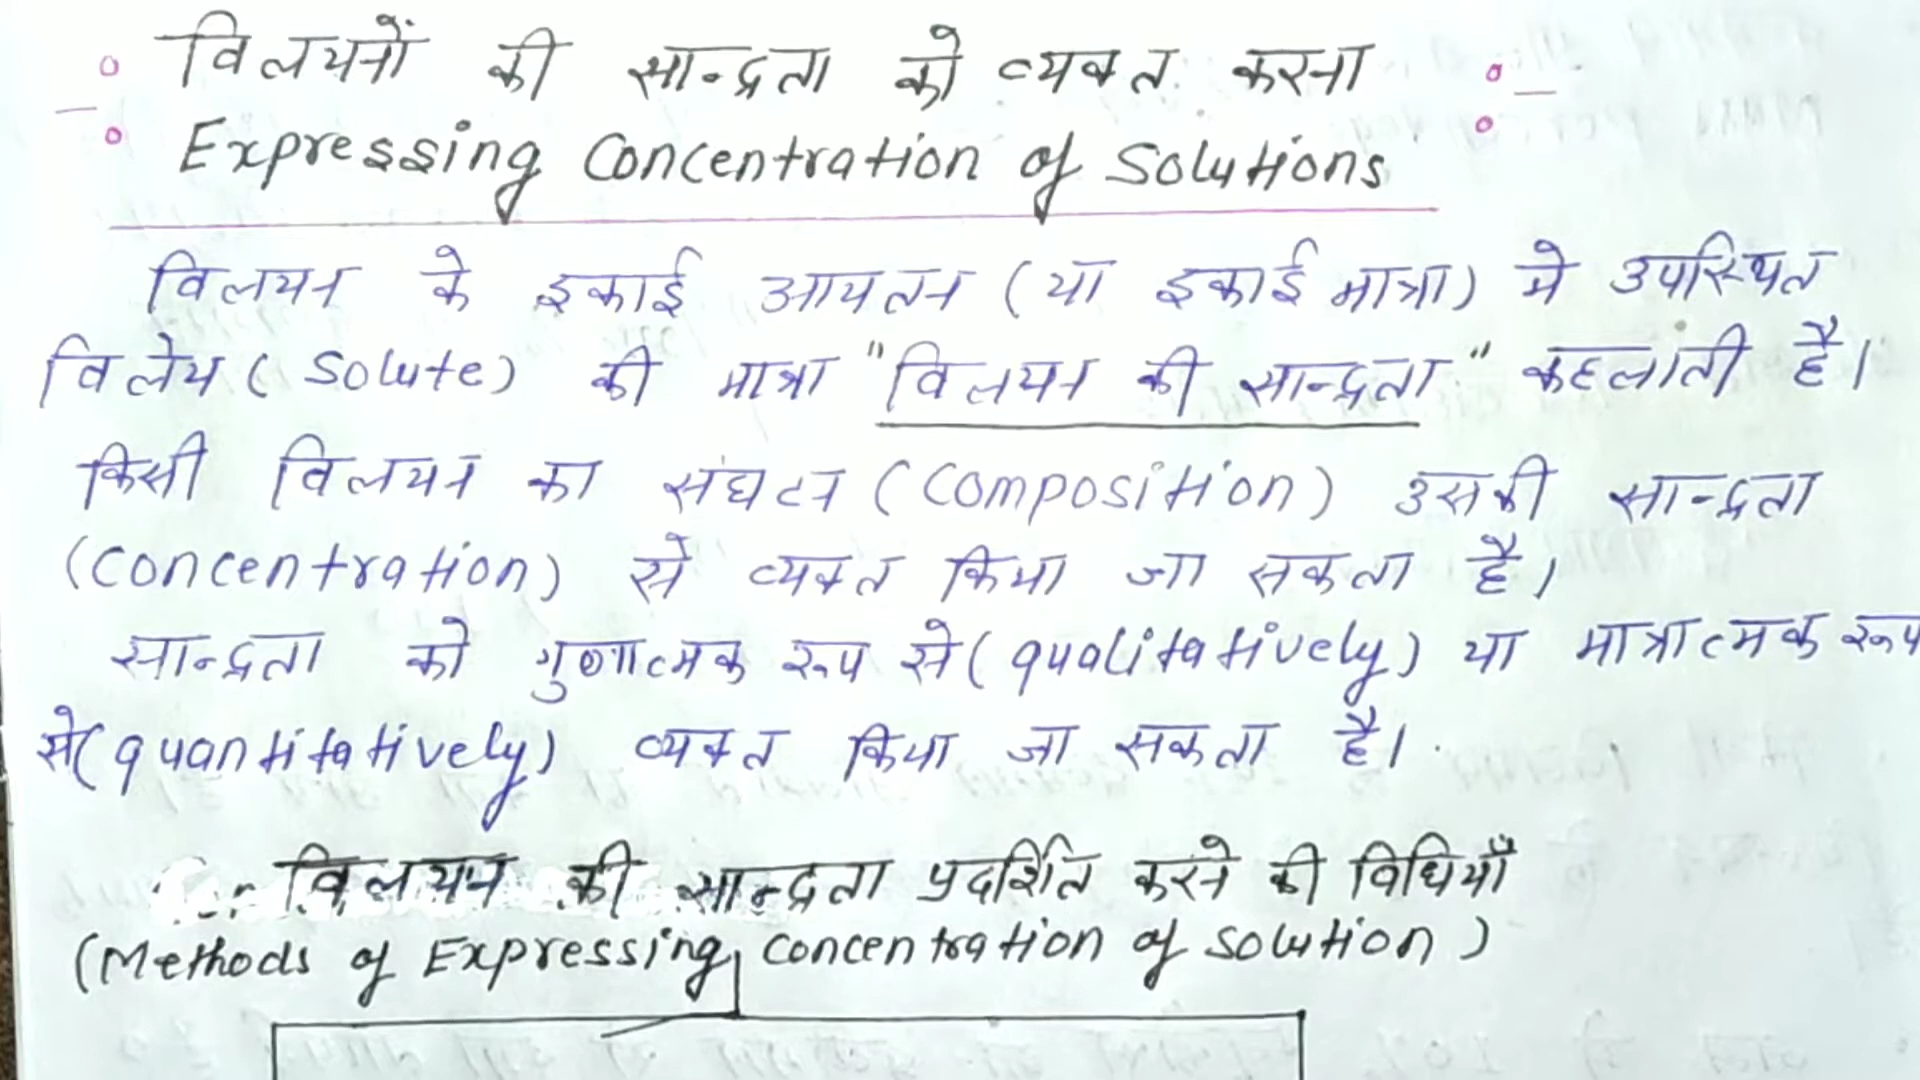 विलयनों की सान्द्रता को व्यक्त करना
Expressing Concentration of Solutions
विलयन के इकाई आयतन (या इकाई मात्रा) मे उपस्थित
विलेय (Solute) की मात्रा "विलयन की सान्द्रता" कहलाती है।
किसी विलयन का संघटन (Composition) उसकी सान्द्रता
(Concentration) से व्यक्त किया जा सकता है।
सान्द्रता को गुणात्मक रूप से (qualitatively) या मात्रात्मक रूप
से (quantitatively) व्यक्त किया जा सकता है।
विलयन की सान्द्रता प्रदर्शित करने की विधियाँ
(Methods of Expressing Concentration of Solution)